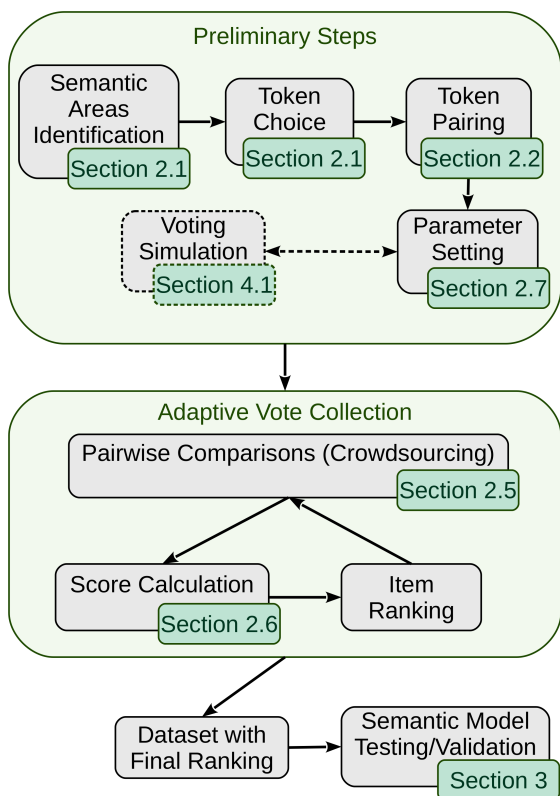 Preliminary Steps
Semantic
Areas
Identification
Section 2.1
Token
Choice
Section 2.1
Token
Pairing
Section 2.2
Voting
Simulation
Section 4.1
Parameter
Setting
Section 2.7
Adaptive Vote Collection
Pairwise Comparisons (Crowdsourcing)
Section 2.5
Score Calculation
Section 2.6
Item
Ranking
Dataset with
Final Ranking
Semantic Model
Testing/Validation
Section 3